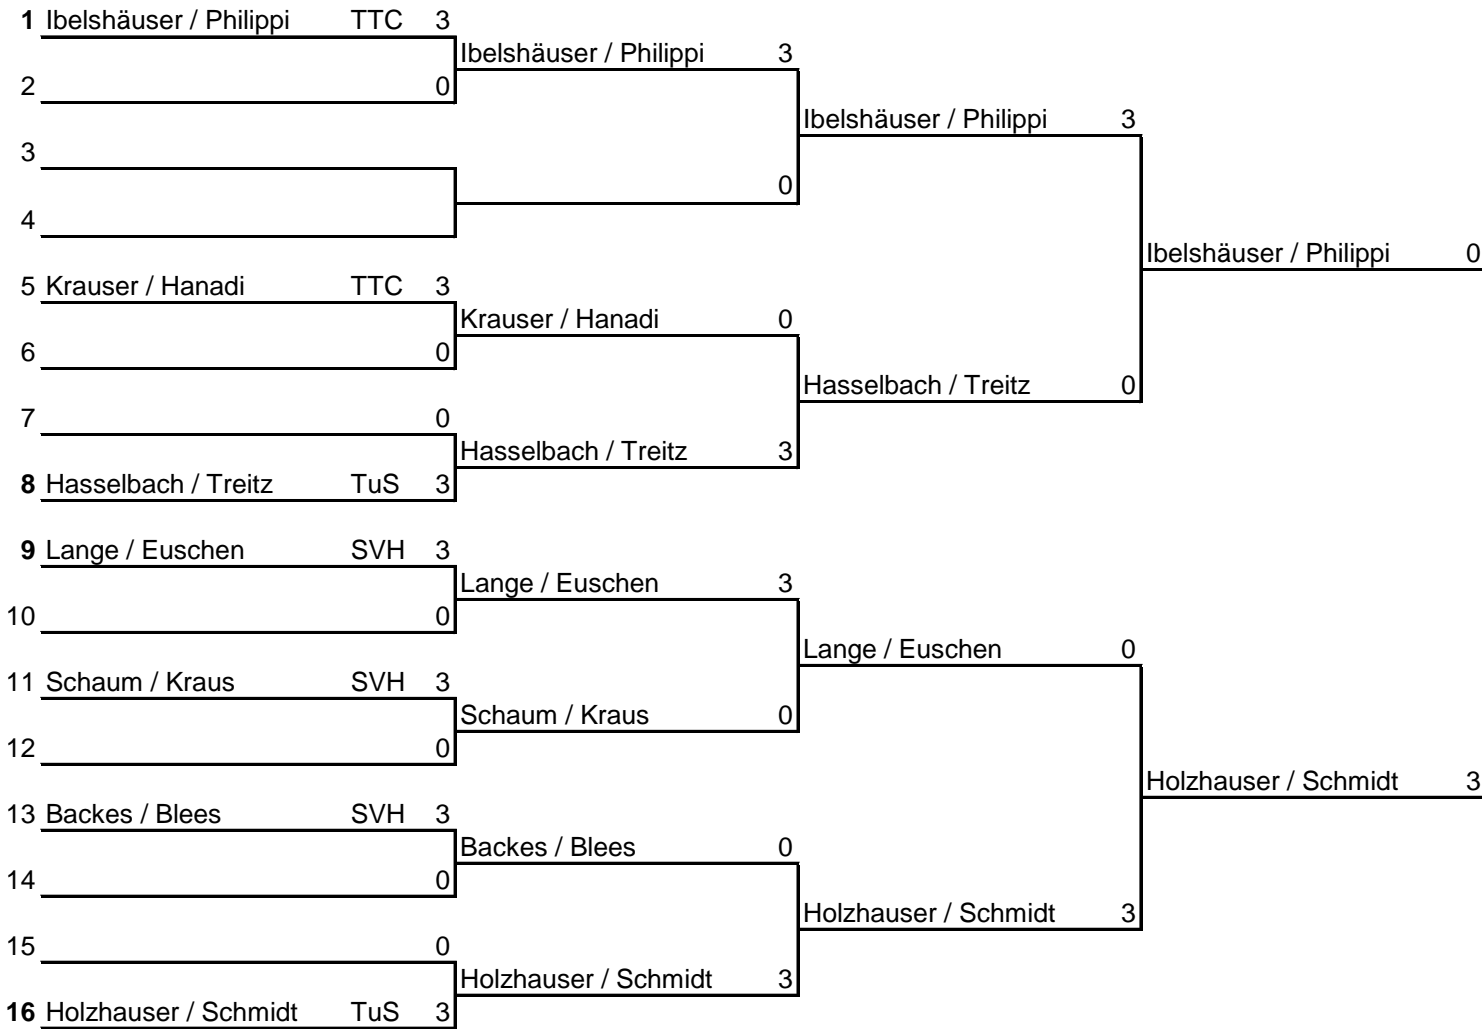 1 Ibelshäuser / Philippi TTC 3
Ibelshäuser / Philippi 3
2 0
Ibelshäuser / Philippi 3
3
0
4
Ibelshäuser / Philippi 0
5 Krauser / Hanadi TTC 3
Krauser / Hanadi 0
6 0
Hasselbach / Treitz 0
7 0
Hasselbach / Treitz 3
8 Hasselbach / Treitz TuS 3
9 Lange / Euschen SVH 3
Lange / Euschen 3
10 0
Lange / Euschen 0
11 Schaum / Kraus SVH 3
Schaum / Kraus 0
12 0
Holzhauser / Schmidt 3
13 Backes / Blees SVH 3
Backes / Blees 0
14 0
Holzhauser / Schmidt 3
15 0
Holzhauser / Schmidt 3
16 Holzhauser / Schmidt TuS 3